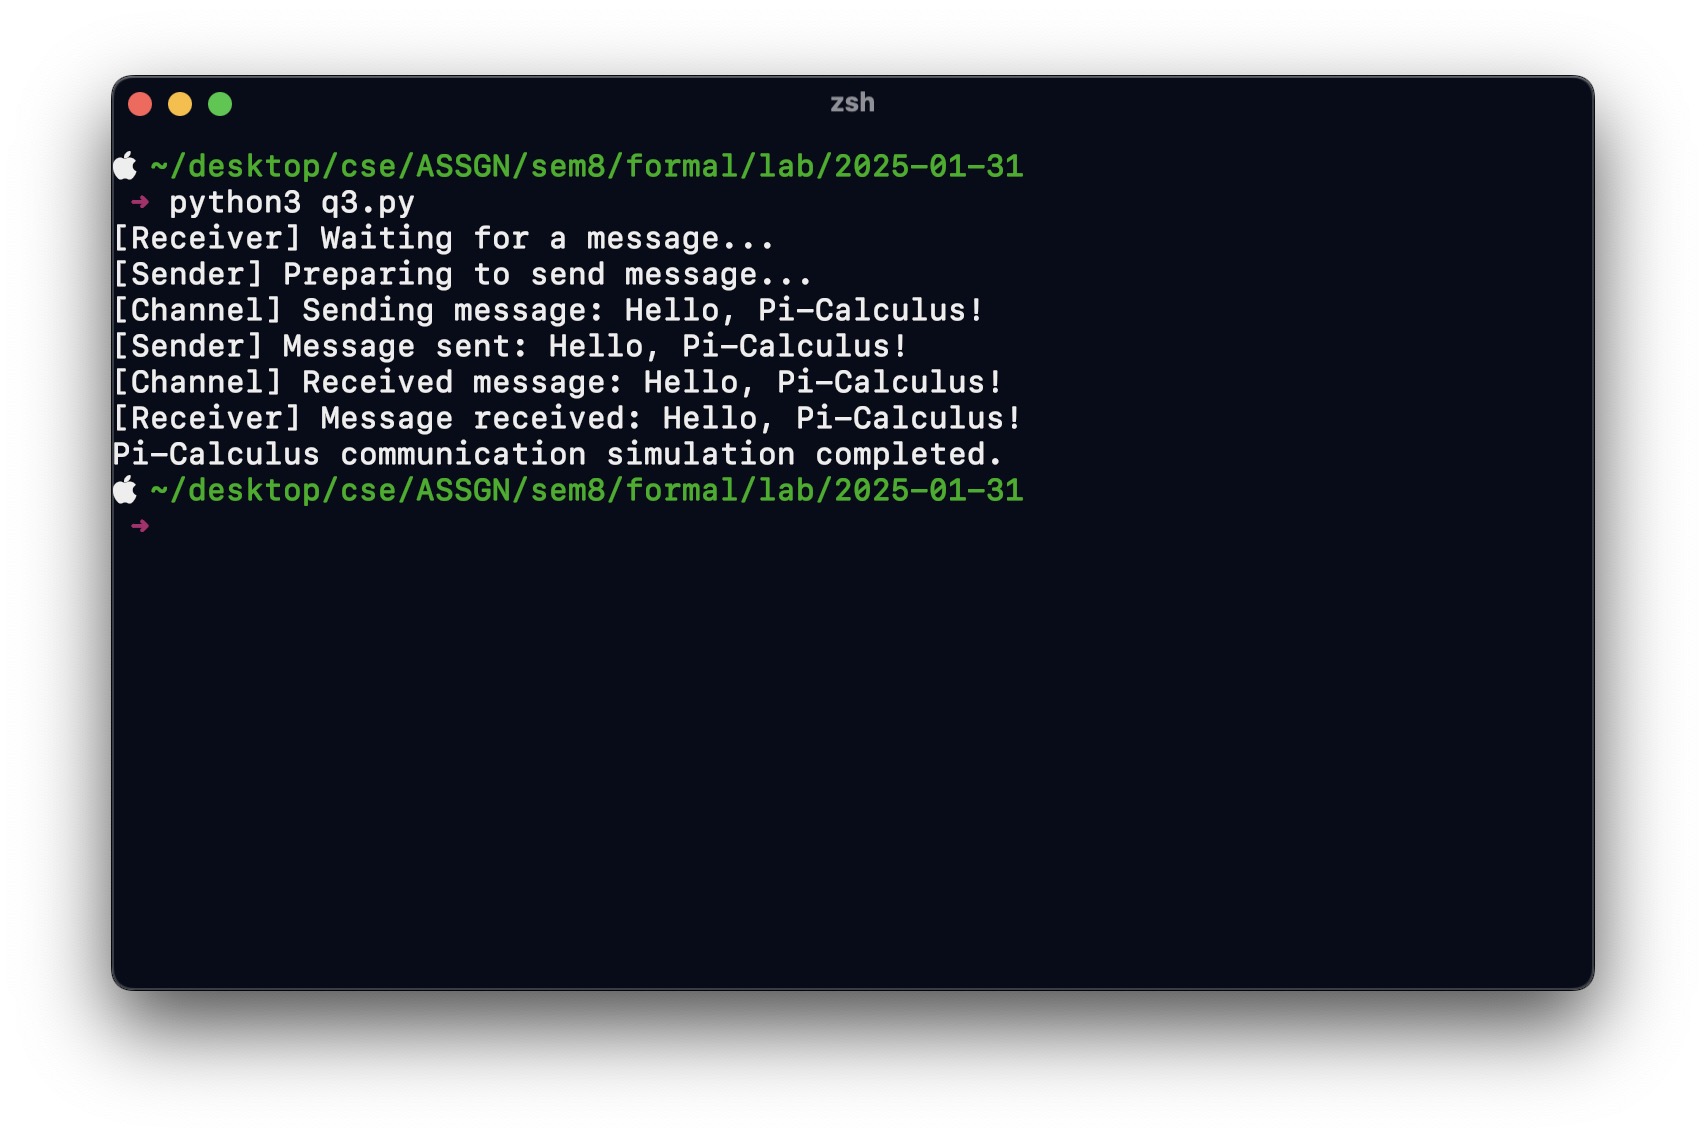 zsh
~/desktop/cse/ASSGN/sem8/formal/lab/2025-01-31
➜ python3 q3.py
[Receiver] Waiting for a message...
[Sender] Preparing to send message...
[Channel] Sending message: Hello, Pi-Calculus!
[Sender] Message sent: Hello, Pi-Calculus!
[Channel] Received message: Hello, Pi-Calculus!
[Receiver] Message received: Hello, Pi-Calculus!
Pi-Calculus communication simulation completed.
~/desktop/cse/ASSGN/sem8/formal/lab/2025-01-31
➜